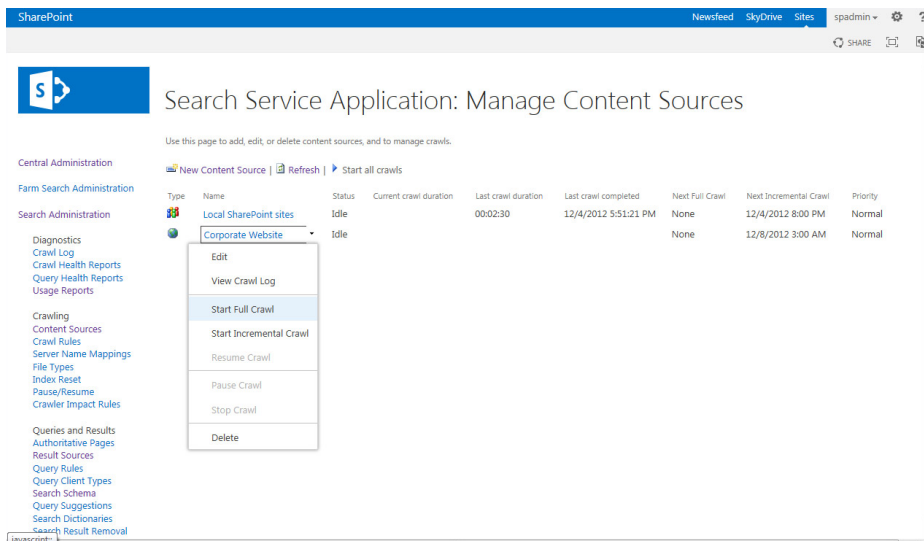 SharePoint
Newsfeed SkyDrive Sites spadmin ?
SHARE
S
Search Service Application: Manage Content Sources
Use this page to add, edit, or delete content sources, and to manage crawls.
Central Administration
Farm Search Administration
Search Administration
Diagnostics
Crawl Log
Crawl Health Reports
Query Health Reports
Usage Reports
Crawling
Content Sources
Crawl Rules
Server Name Mappings
File Types
Index Reset
Pause/Resume
Crawler Impact Rules
Queries and Results
Authoritative Pages
Result Sources
Query Rules
Query Client Types
Search Schema
Query Suggestions
Search Dictionaries
Search Result Removal
New Content Source | Refresh | Start all crawls
Type Name Status Current crawl duration Last crawl duration Last crawl completed Next Full Crawl Next Incremental Crawl Priority
Local SharePoint sites Idle 00:02:30 12/4/2012 5:51:21 PM None 12/4/2012 8:00 PM Normal
Corporate Website Idle None 12/8/2012 3:00 AM Normal
Edit
View Crawl Log
Start Full Crawl
Start Incremental Crawl
Resume Crawl
Pause Crawl
Stop Crawl
Delete